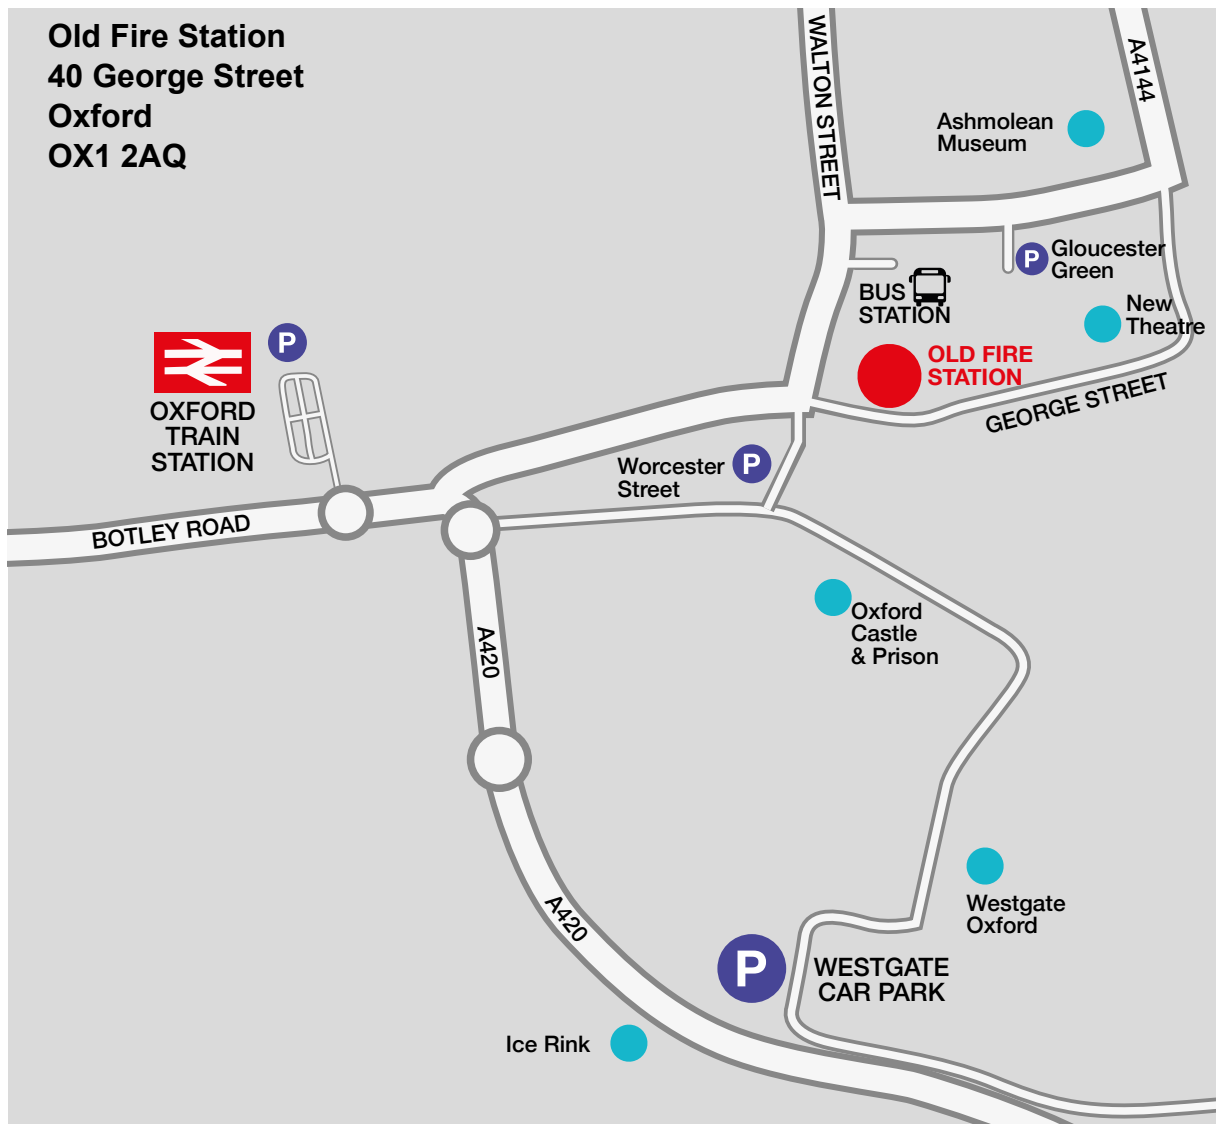 Old Fire Station
40 George Street
Oxford
OX1 2AQ
WALTON STREET
A4144
Ashmolean
Museum
P
Gloucester
Green
BUS
STATION
New
Theatre
P
OLD FIRE
STATION
GEORGE STREET
OXFORD
TRAIN
STATION
Worcester
Street
P
BOTLEY ROAD
Oxford
Castle
& Prison
A420
A420
Westgate
Oxford
P
WESTGATE
CAR PARK
Ice Rink